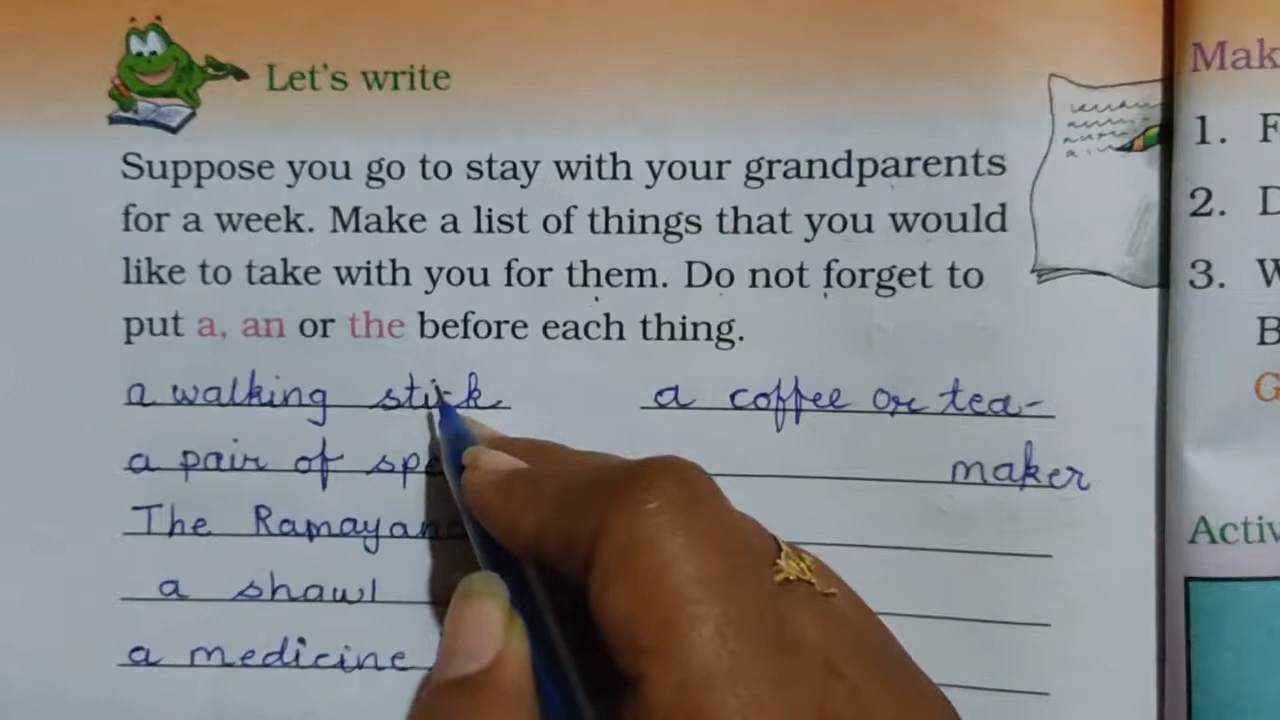 Let's write
Suppose you go to stay with your grandparents
for a week. Make a list of things that you would
like to take with you for them. Do not forget to
put a, an or the before each thing.
a walking stick
a pair of
The Ramayana
a shawl
a medicine
a coffee or tea-
maker
Mak
1. F
2. D
3. W
B
G
Activ